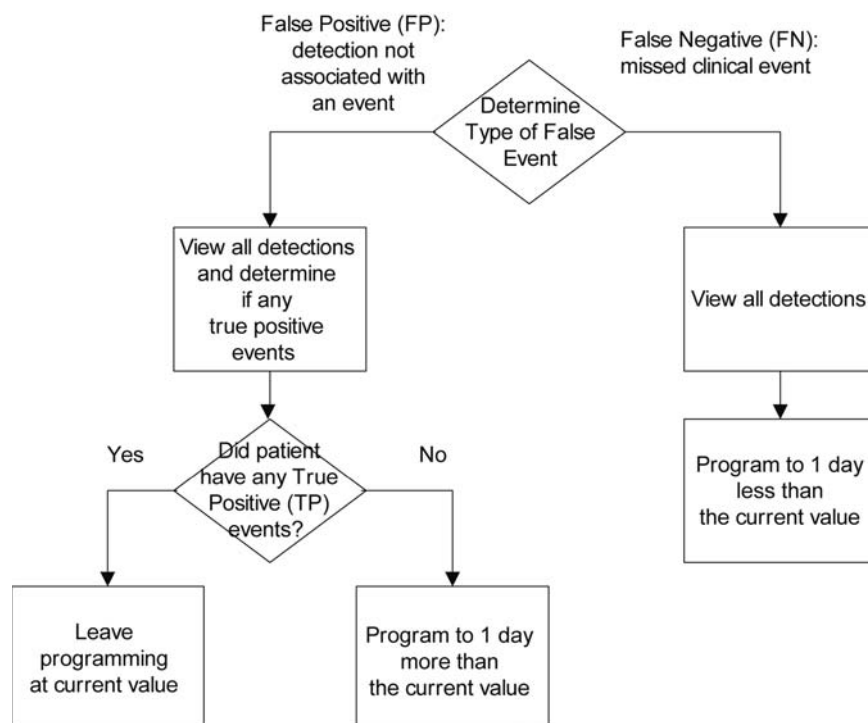 False Positive (FP):
detection not
associated with
an event
False Negative (FN):
missed clinical event
Determine
Type of False
Event
View all detections
and determine
if any
true positive
events
View all detections
Did patient
have any True
Positive (TP)
events?
Yes
No
Program to 1 day
less than
the current value
Leave
programming
at current value
Program to 1 day
more than
the current value